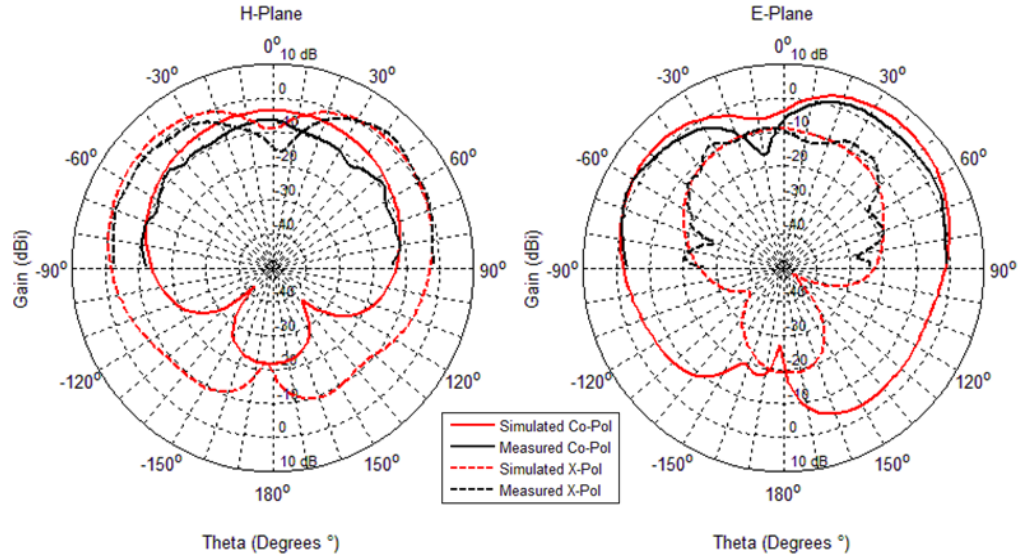 H-Plane
0° 10 dB
-30° 30°
0
-10
-60° 60°
-20
-30
-40
-90° 90°
Gain (dBi)
-40
-30
-20
-120° 120°
-10
0
-150° 150°
10 dB
180°
Theta (Degrees °)
E-Plane
0° 10 dB
-30° 30°
0
-10
-60° 60°
-20
-30
-40
-90° 90°
Gain (dBi)
-40
-30
-20
-120° 120°
10
0
-150° 150°
10 dB
180°
Theta (Degrees °)
Simulated Co-Pol
Measured Co-Pol
Simulated X-Pol
Measured X-Pol